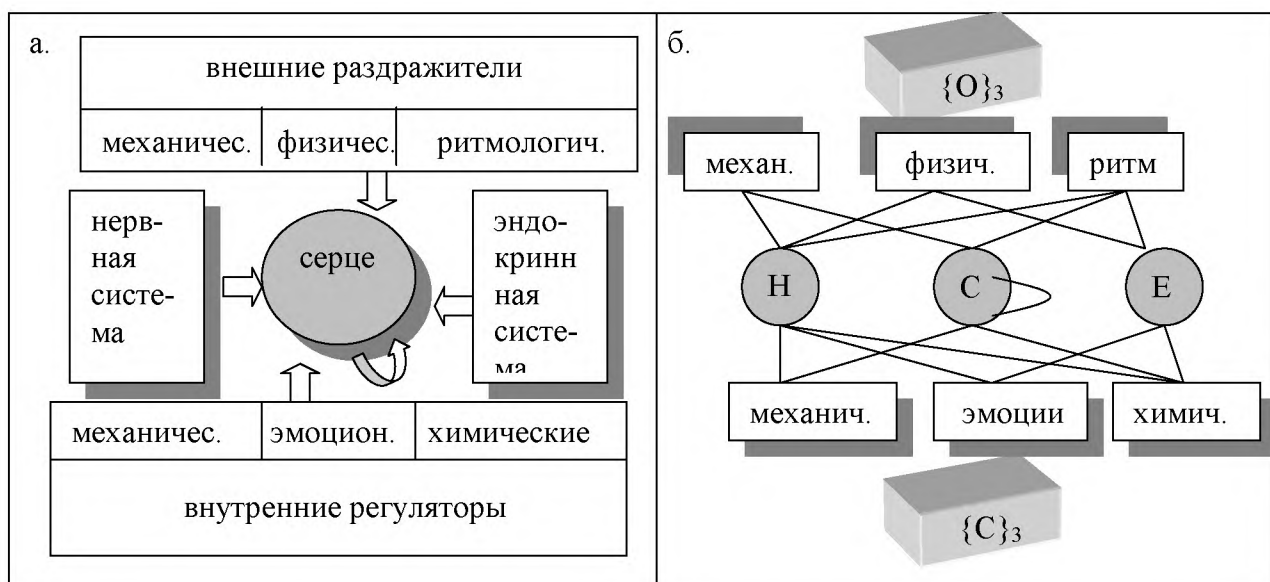 а.
внешние раздражители
механичес. физичес. ритмологич.
нерв-
ная
систе-
ма
серце
эндо-
кринн
ная
систе-
ма
механичес. эмоцион. химические
внутренние регуляторы
б.
{О}₃
механ. физич. ритм
Н С Е
механич. эмоции химич.
{С}₃